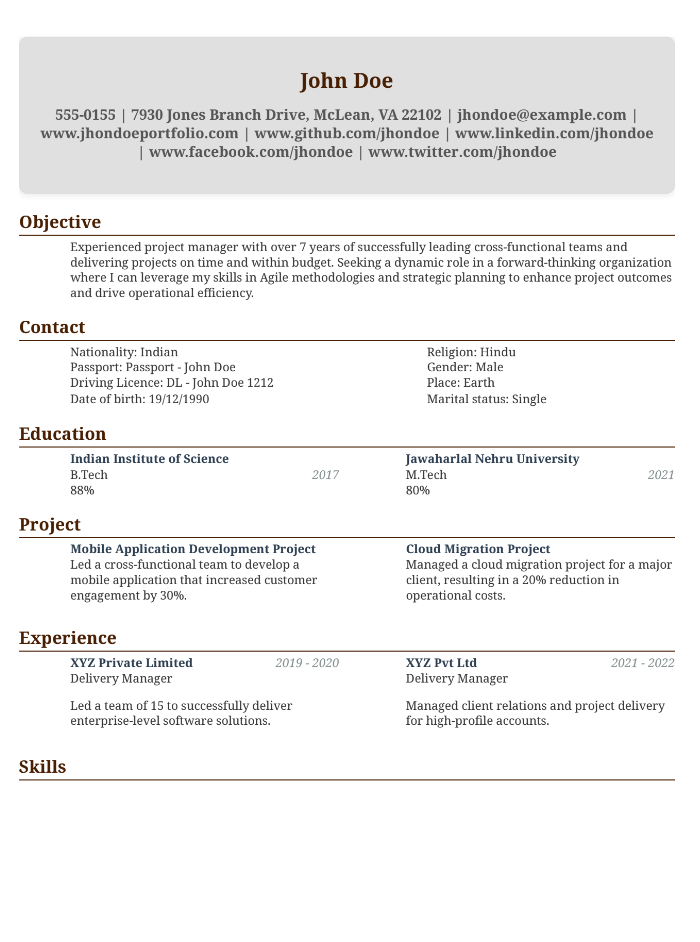 John Doe
555-0155 | 7930 Jones Branch Drive, McLean, VA 22102 | jhondoe@example.com |
www.jhondoeportfolio.com | www.github.com/jhondoe | www.linkedin.com/jhondoe
| www.facebook.com/jhondoe | www.twitter.com/jhondoe
Objective
Experienced project manager with over 7 years of successfully leading cross-functional teams and
delivering projects on time and within budget. Seeking a dynamic role in a forward-thinking organization
where I can leverage my skills in Agile methodologies and strategic planning to enhance project outcomes
and drive operational efficiency.
Contact
Nationality: Indian
Passport: Passport - John Doe
Driving Licence: DL - John Doe 1212
Date of birth: 19/12/1990
Religion: Hindu
Gender: Male
Place: Earth
Marital status: Single
Education
Indian Institute of Science
B.Tech 2017
88%
Jawaharlal Nehru University
M.Tech 2021
80%
Project
Mobile Application Development Project
Led a cross-functional team to develop a
mobile application that increased customer
engagement by 30%.
Cloud Migration Project
Managed a cloud migration project for a major
client, resulting in a 20% reduction in
operational costs.
Experience
XYZ Private Limited 2019 - 2020
Delivery Manager
Led a team of 15 to successfully deliver
enterprise-level software solutions.
XYZ Pvt Ltd 2021 - 2022
Delivery Manager
Managed client relations and project delivery
for high-profile accounts.
Skills